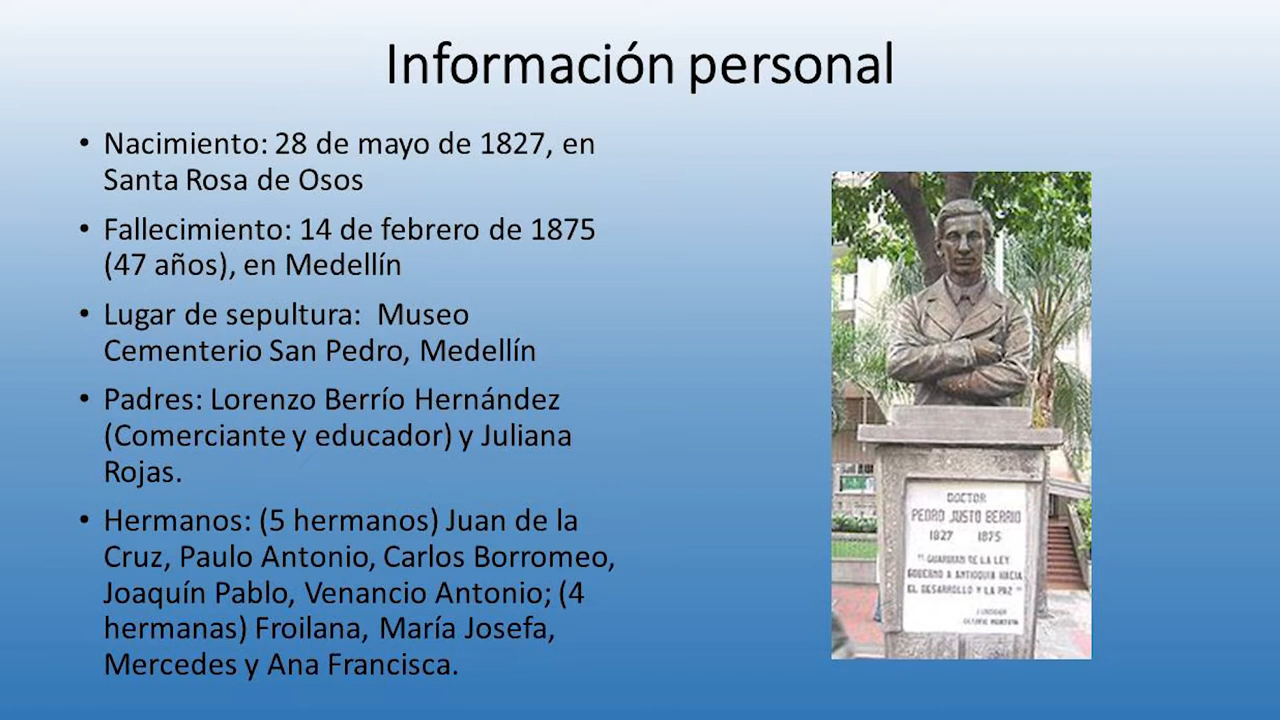 Información personal
• Nacimiento: 28 de mayo de 1827, en
Santa Rosa de Osos
• Fallecimiento: 14 de febrero de 1875
(47 años), en Medellín
• Lugar de sepultura:  Museo
Cementerio San Pedro, Medellín
• Padres: Lorenzo Berrío Hernández
(Comerciante y educador) y Juliana
Rojas.
• Hermanos: (5 hermanos) Juan de la
Cruz, Paulo Antonio, Carlos Borromeo,
Joaquín Pablo, Venancio Antonio; (4
hermanas) Froilana, María Josefa,
Mercedes y Ana Francisca.
DOCTOR
PEDRO JUSTO BERRIO
1827 1875
" GUARDIAN DE LA LEY
GOBERNO A ANTIOQUIA HACIA
EL DESARROLLO Y LA PAZ "